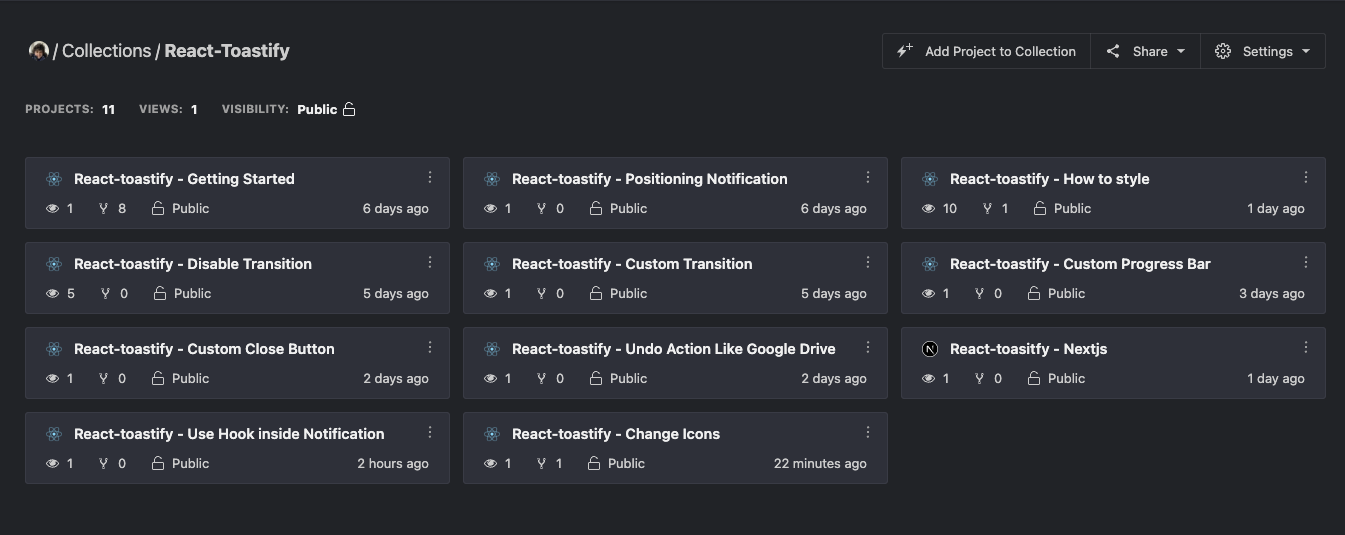 / Collections / React-Toastify
Add Project to Collection
Share
Settings
PROJECTS: 11 VIEWS: 1 VISIBILITY: Public
React-toastify - Getting Started
1 8 Public 6 days ago
React-toastify - Positioning Notification
1 0 Public 6 days ago
React-toastify - How to style
10 1 Public 1 day ago
React-toastify - Disable Transition
5 0 Public 5 days ago
React-toastify - Custom Transition
1 0 Public 5 days ago
React-toastify - Custom Progress Bar
1 0 Public 3 days ago
React-toastify - Custom Close Button
1 0 Public 2 days ago
React-toastify - Undo Action Like Google Drive
1 0 Public 2 days ago
React-toasitfy - Nextjs
1 0 Public 1 day ago
React-toastify - Use Hook inside Notification
1 0 Public 2 hours ago
React-toastify - Change Icons
1 1 Public 22 minutes ago